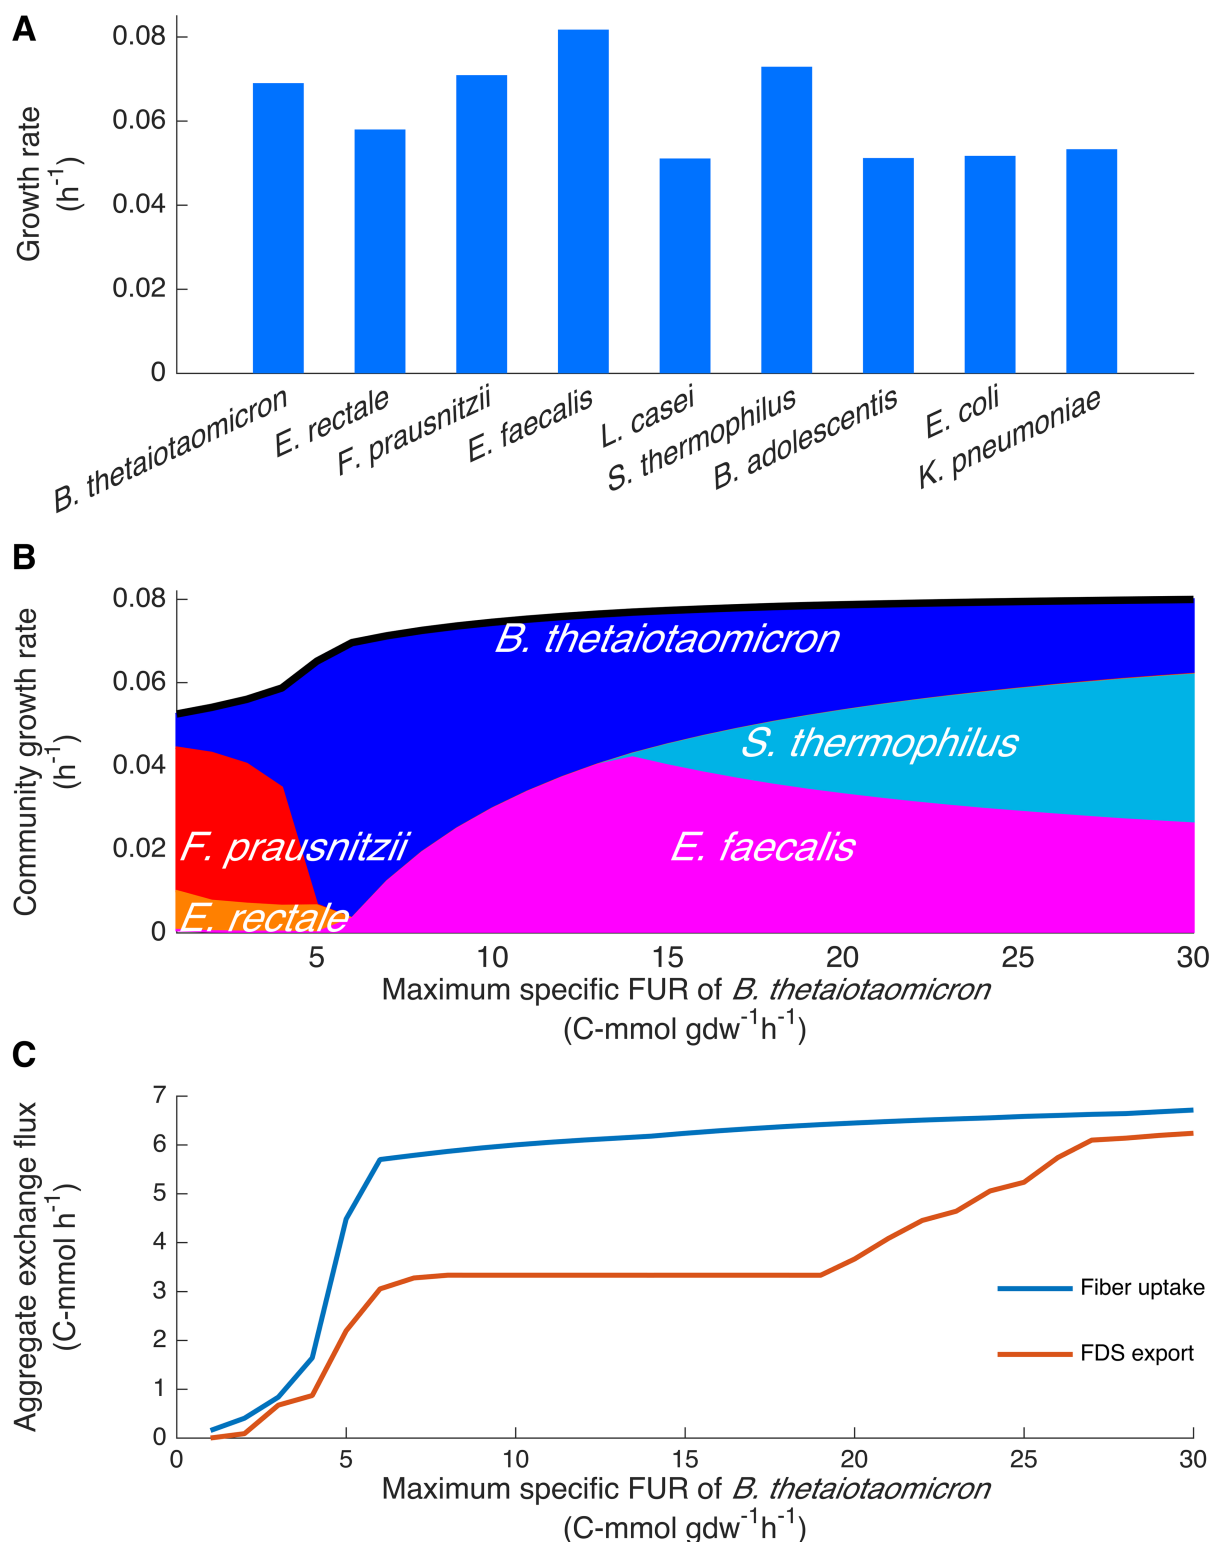 A
0.08
0.06
0.04
0.02
0
Growth rate
(h⁻¹)
B. thetaiotaomicron
E. rectale
F. prausnitzii
E. faecalis
L. casei
S. thermophilus
B. adolescentis
E. coli
K. pneumoniae
B
0.08
0.06
0.04
0.02
0
Community growth rate
(h⁻¹)
B. thetaiotaomicron
S. thermophilus
F. prausnitzii
E. faecalis
E. rectale
5 10 15 20 25 30
Maximum specific FUR of B. thetaiotaomicron
(C-mmol gdw⁻¹h⁻¹)
C
7
6
5
4
3
2
1
0
Aggregate exchange flux
(C-mmol h⁻¹)
Fiber uptake
FDS export
0 5 10 15 20 25 30
Maximum specific FUR of B. thetaiotaomicron
(C-mmol gdw⁻¹h⁻¹)